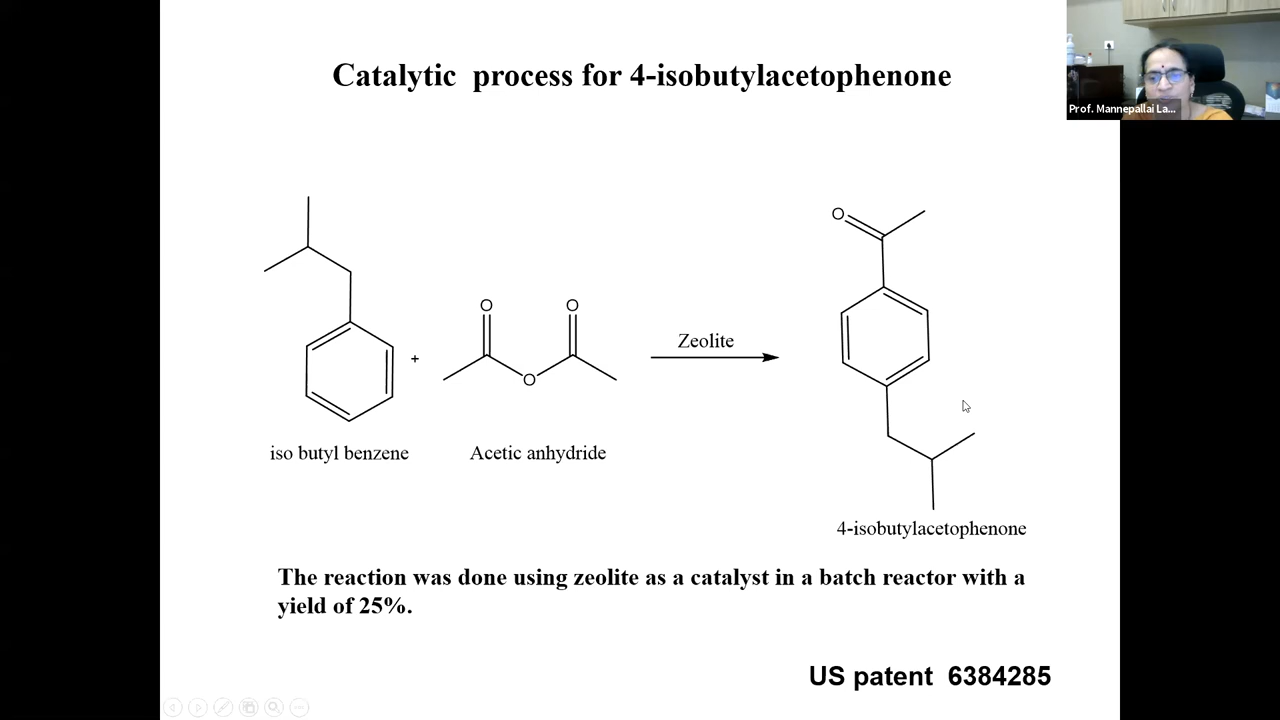 Catalytic process for 4-isobutylacetophenone
Prof. Mannepallai La...
O
O
O
Zeolite
+
O
iso butyl benzene
Acetic anhydride
4-isobutylacetophenone
The reaction was done using zeolite as a catalyst in a batch reactor with a
yield of 25%.
US patent 6384285